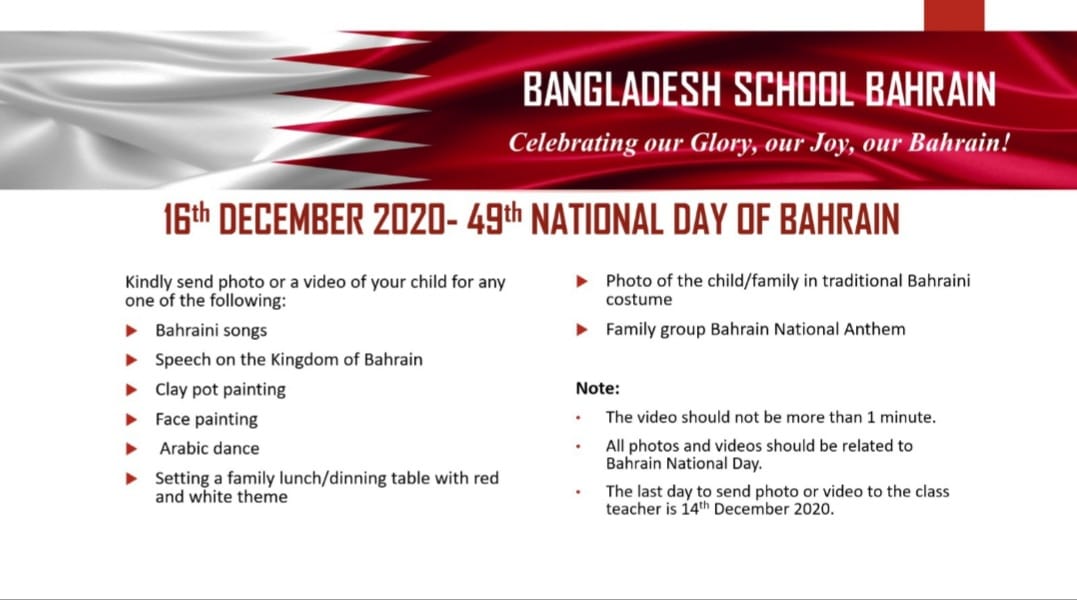 BANGLADESH SCHOOL BAHRAIN
Celebrating our Glory, our Joy, our Bahrain!
16th DECEMBER 2020- 49th NATIONAL DAY OF BAHRAIN
Kindly send photo or a video of your child for any
one of the following:
Bahraini songs
Speech on the Kingdom of Bahrain
Clay pot painting
Face painting
Arabic dance
Setting a family lunch/dinning table with red
and white theme
Photo of the child/family in traditional Bahraini
costume
Family group Bahrain National Anthem
Note:
The video should not be more than 1 minute.
All photos and videos should be related to
Bahrain National Day.
The last day to send photo or video to the class
teacher is 14th December 2020.